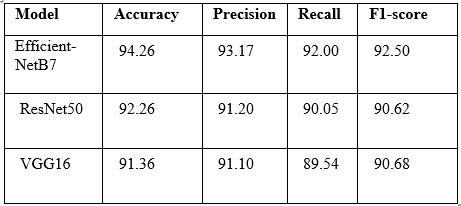 Model Accuracy Precision Recall F1-score
Efficient-
NetB7 94.26 93.17 92.00 92.50
ResNet50 92.26 91.20 90.05 90.62
VGG16 91.36 91.10 89.54 90.68